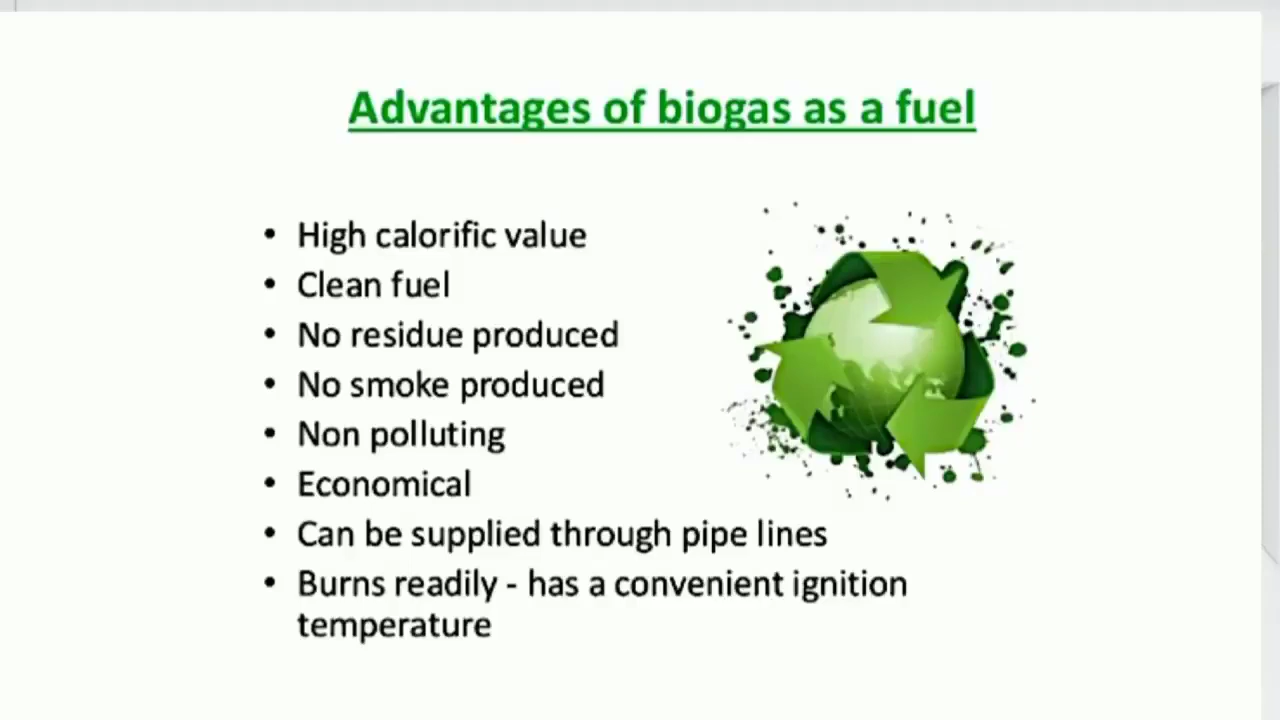 Advantages of biogas as a fuel
• High calorific value
• Clean fuel
• No residue produced
• No smoke produced
• Non polluting
• Economical
• Can be supplied through pipe lines
• Burns readily - has a convenient ignition
temperature